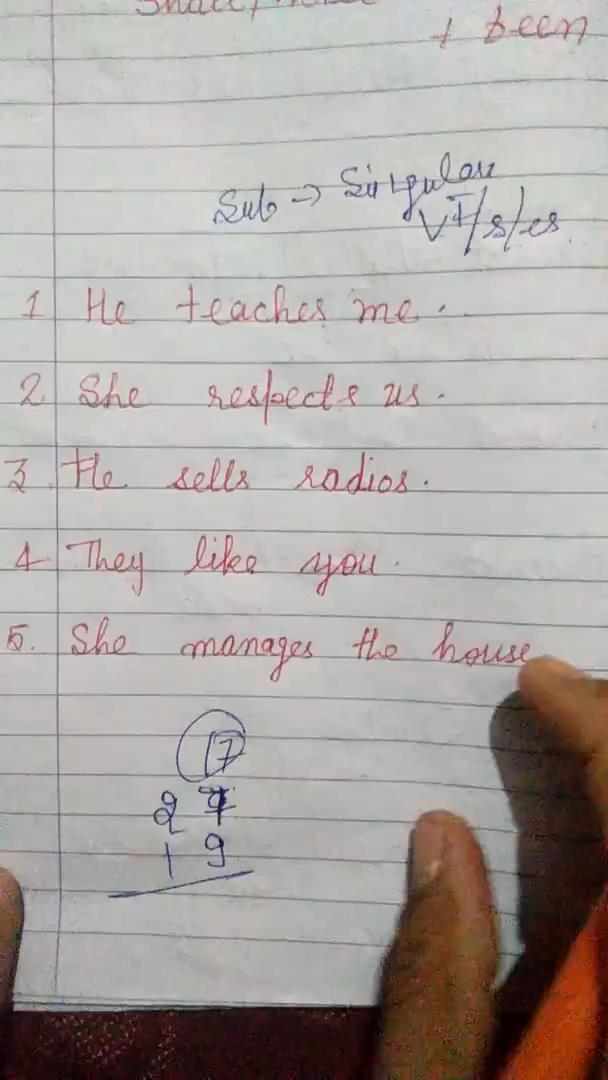 + been
Sub → Singular
VI/s/es
1 He teaches me.
2 She respects us.
3. He sells radios.
4. They like you.
5. She manages the house
17
2 7
1 9